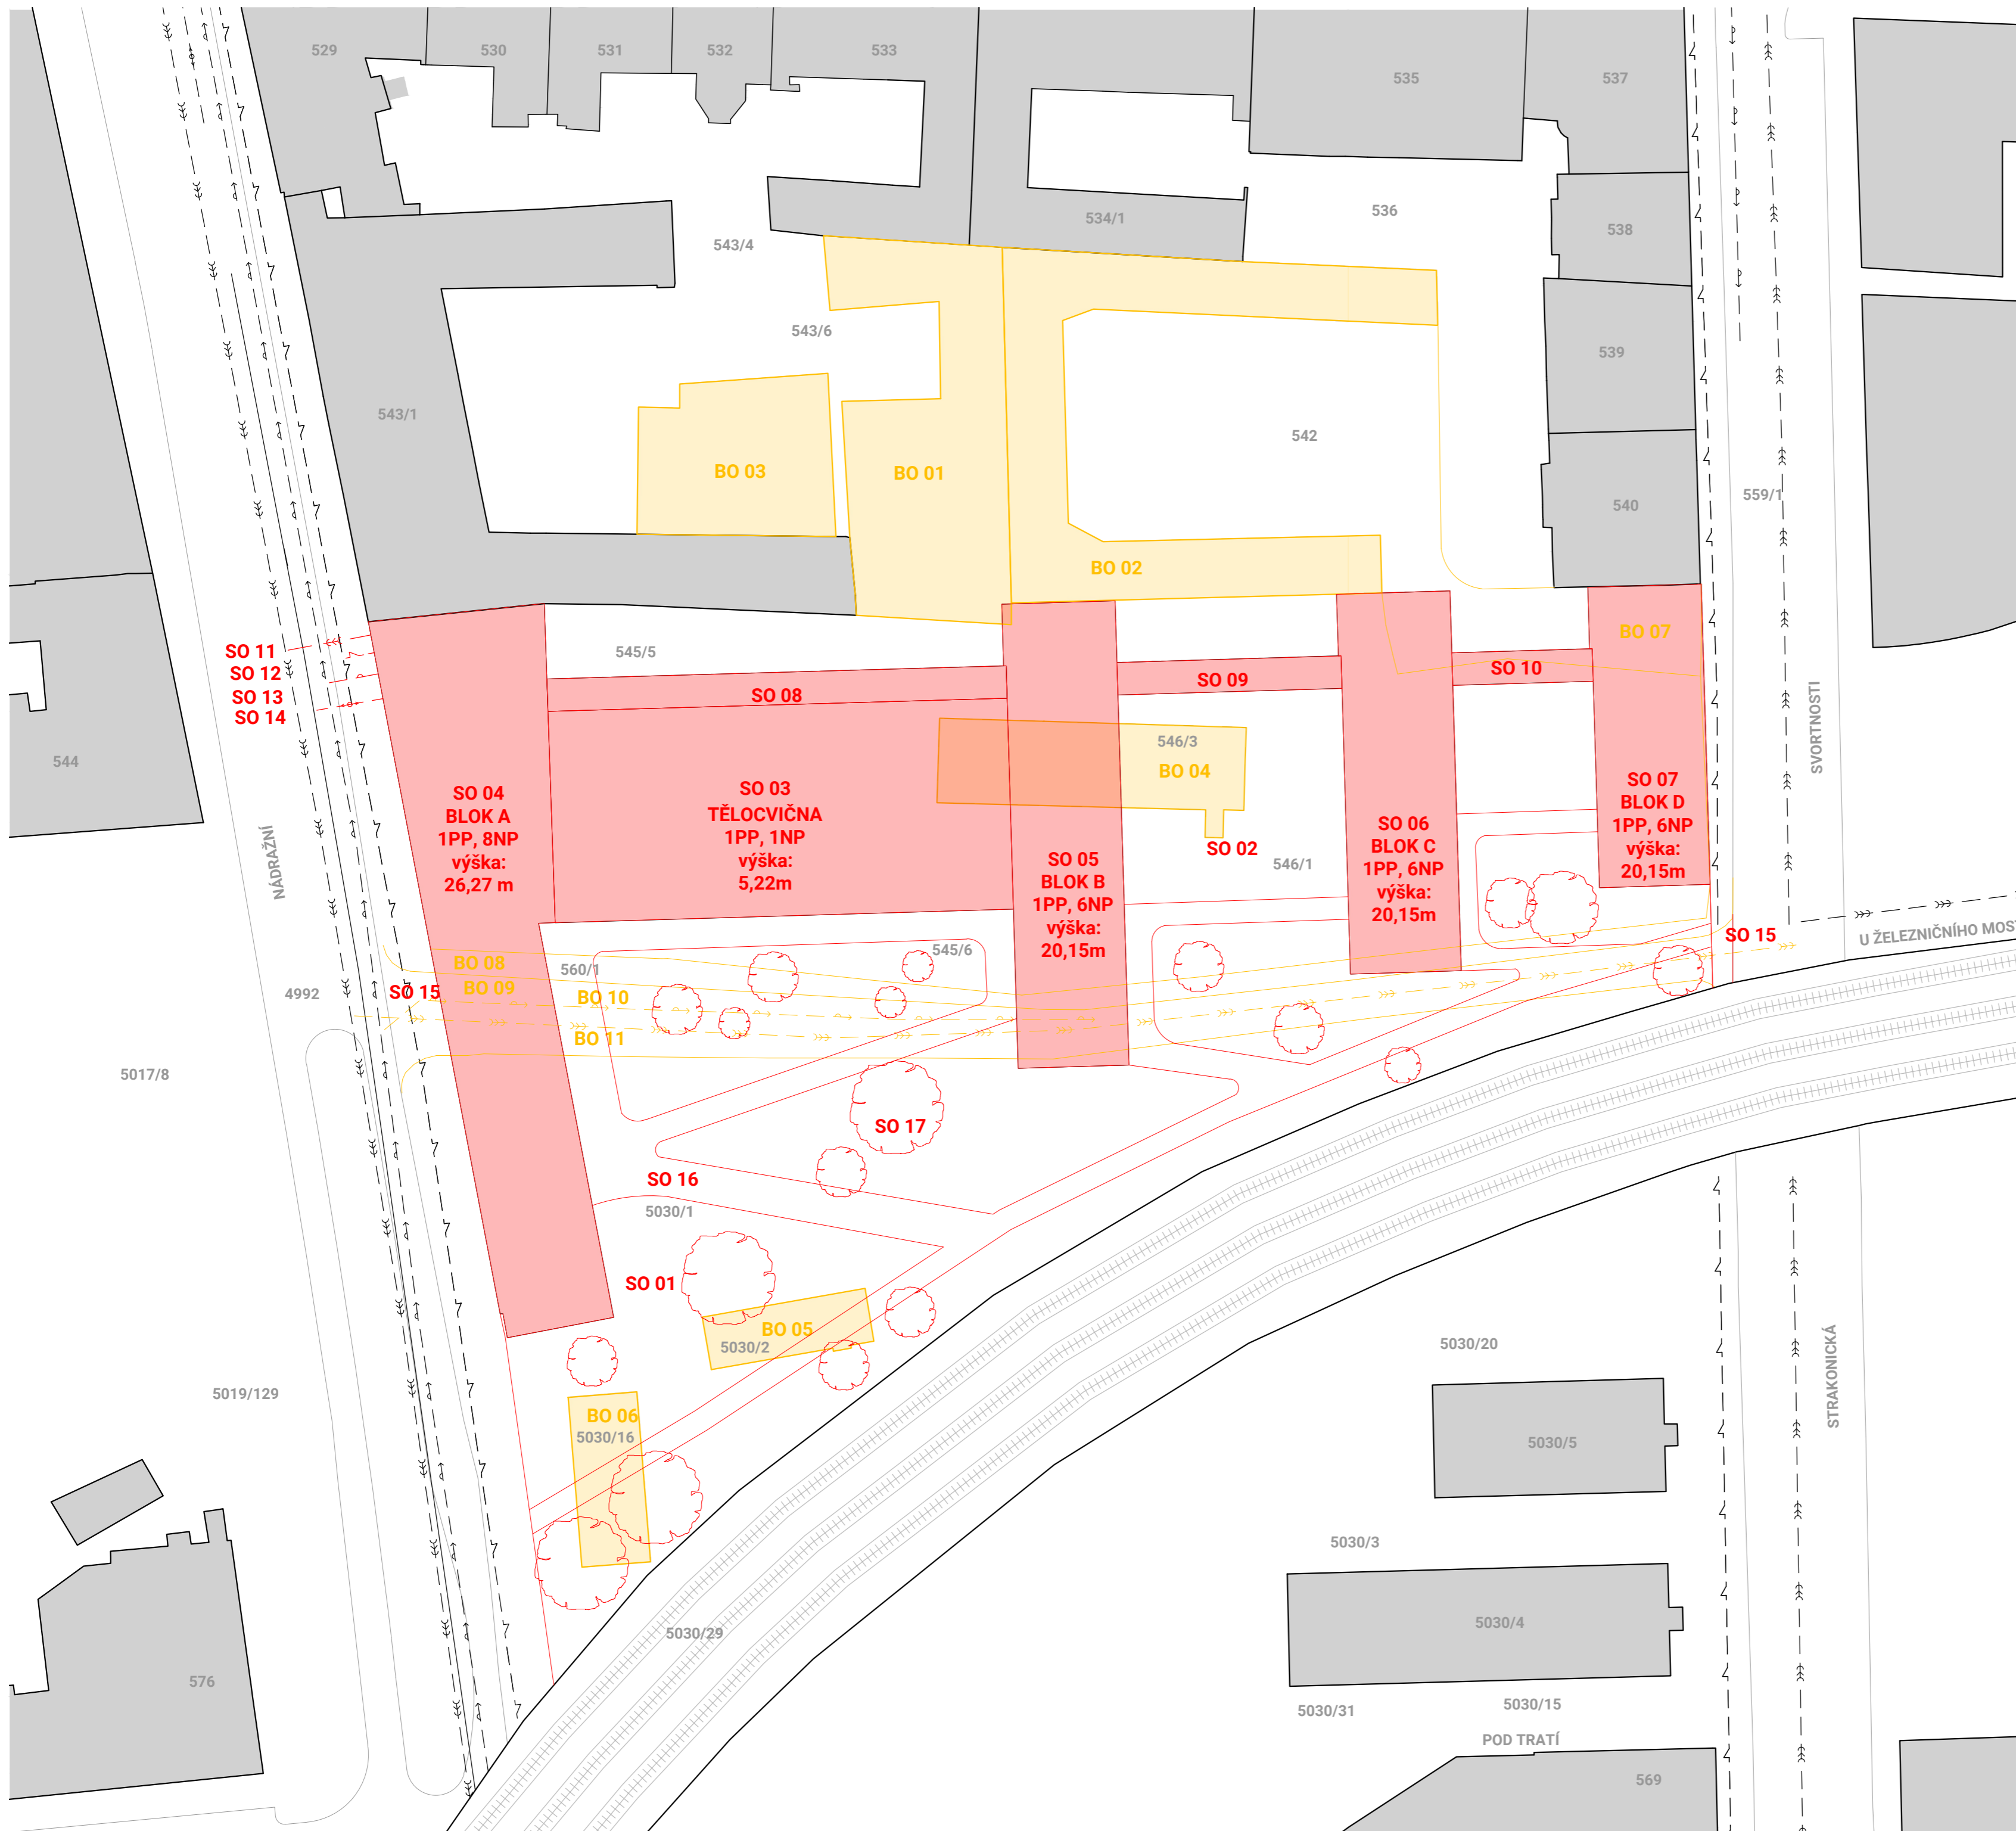 529
530
531
532
533
535
537
534/1
536
538
543/4
543/6
539
543/1
542
BO 03
BO 01
559/1
540
BO 02
545/5
BO 07
SO 11
SO 12
SO 13
SO 14
SO 08
SO 09
SO 10
SVORTNOSTI
544
546/3
BO 04
SO 04
BLOK A
1PP, 8NP
výška:
26,27 m
SO 03
TĚLOCVIČNA
1PP, 1NP
výška:
5,22m
SO 07
BLOK D
1PP, 6NP
výška:
20,15m
NÁDRAŽNÍ
SO 02
546/1
SO 05
BLOK B
1PP, 6NP
výška:
20,15m
SO 06
BLOK C
1PP, 6NP
výška:
20,15m
SO 15
U ŽELEZNIČNÍHO MOST
545/6
BO 08
560/1
BO 09
SO 15
4992
BO 10
BO 11
5017/8
SO 17
SO 16
5030/1
SO 01
BO 05
5030/2
5030/20
STRAKONICKÁ
5019/129
BO 06
5030/16
5030/5
5030/3
5030/29
5030/4
576
5030/31
5030/15
POD TRATÍ
569